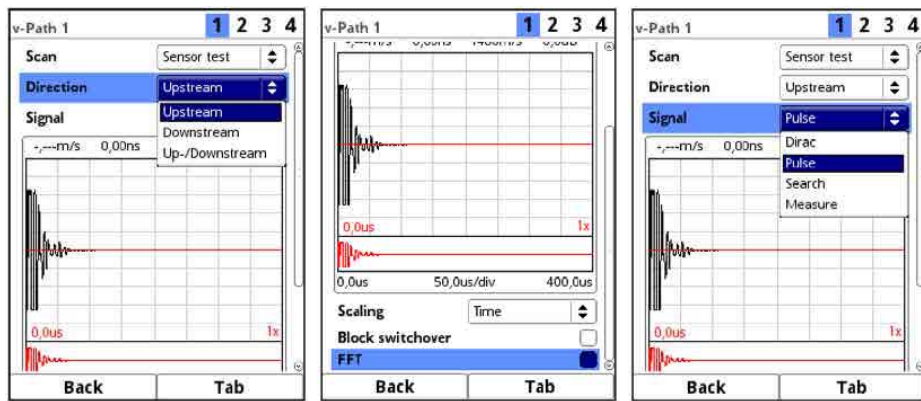 v-Path 1
1 2 3 4
Scan
Sensor test
Direction
Upstream
Upstream
Signal
Downstream
Up-/Downstream
-,---m/s 0,00ns
0,0us
1x
Back
Tab
v-Path 1
1 2 3 4
0,0us
1x
0,0us
50,0us/div
400,0us
Scaling
Time
Block switchover
FFT
Back
Tab
v-Path 1
1 2 3 4
Scan
Sensor test
Direction
Upstream
Signal
Pulse
Dirac
-,---m/s 0,00ns
Pulse
Search
Measure
0,0us
1x
Back
Tab